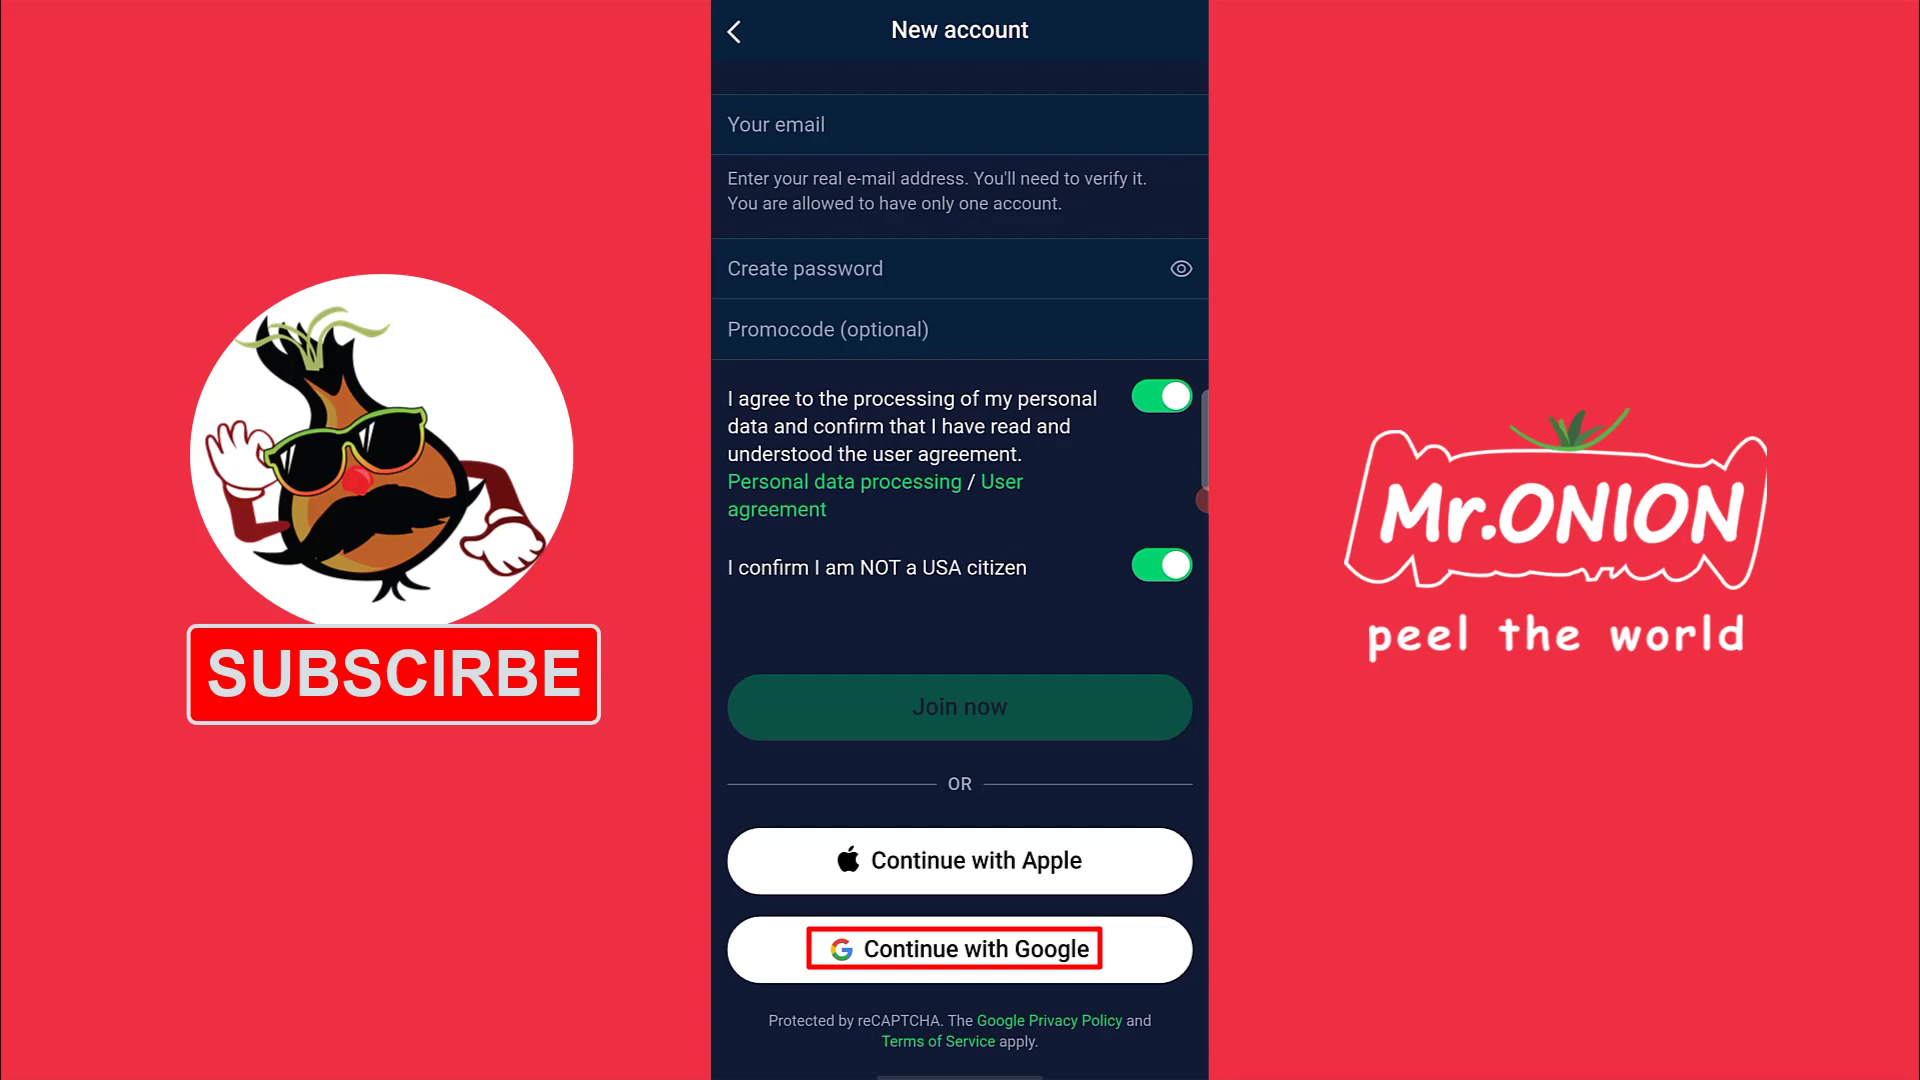 New account
Your email
Enter your real e-mail address. You'll need to verify it.
You are allowed to have only one account.
Create password
Promocode (optional)
I agree to the processing of my personal
data and confirm that I have read and
understood the user agreement.
Personal data processing / User
agreement
I confirm I am NOT a USA citizen
Join now
OR
Continue with Apple
Continue with Google
Protected by reCAPTCHA. The Google Privacy Policy and
Terms of Service apply.
SUBSCIRBE
Mr.ONION
peel the world